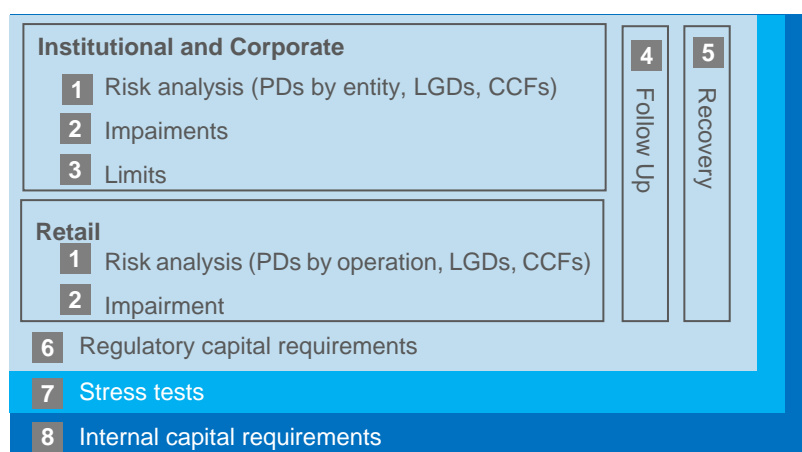 Institutional and Corporate
1 Risk analysis (PDs by entity, LGDs, CCFs)
2 Impaiments
3 Limits
4 Follow Up
5 Recovery
Retail
1 Risk analysis (PDs by operation, LGDs, CCFs)
2 Impairment
6 Regulatory capital requirements
7 Stress tests
8 Internal capital requirements